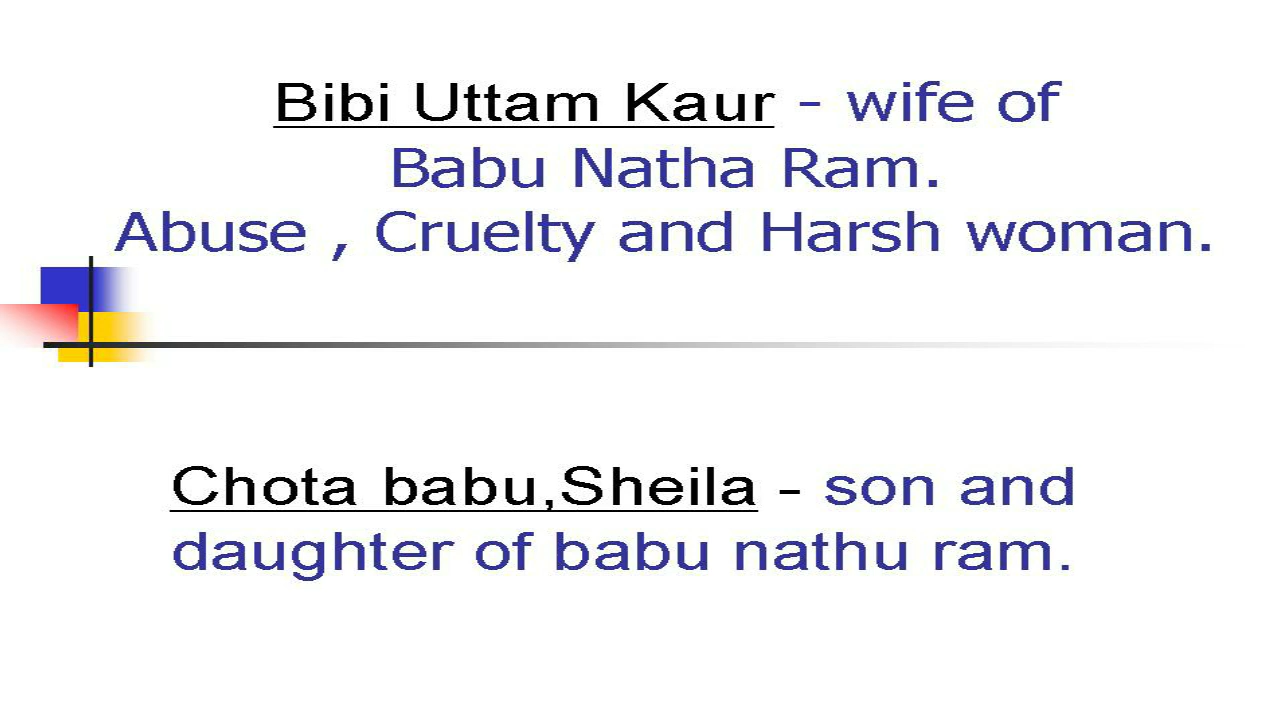 Bibi Uttam Kaur - wife of
Babu Natha Ram.
Abuse , Cruelty and Harsh woman.
Chota babu,Sheila - son and
daughter of babu nathu ram.